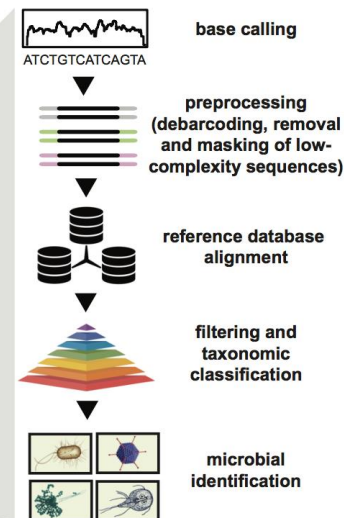 base calling
ATCTGTCATCAGTA
preprocessing
(debarcoding, removal
and masking of low-
complexity sequences)
reference database
alignment
filtering and
taxonomic
classification
microbial
identification